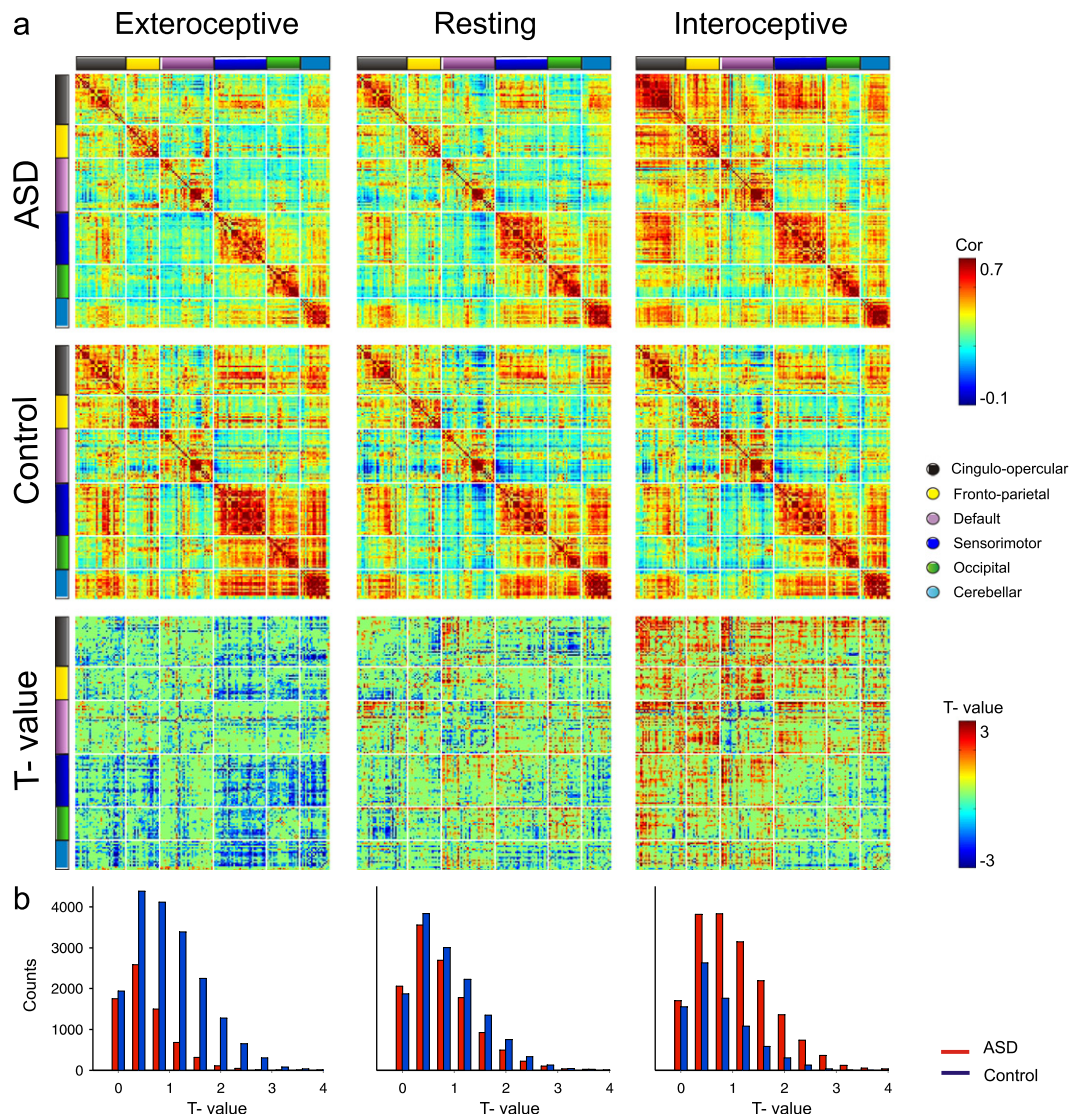 a
Exteroceptive
Resting
Interoceptive
ASD
Cor
0.7
-0.1
Control
Cingulo-opercular
Fronto-parietal
Default
Sensorimotor
Occipital
Cerebellar
T- value
T- value
3
-3
b
Counts
4000
3000
2000
1000
0
0 1 2 3 4
0 1 2 3 4
0 1 2 3 4
T- value
T- value
T- value
ASD
Control